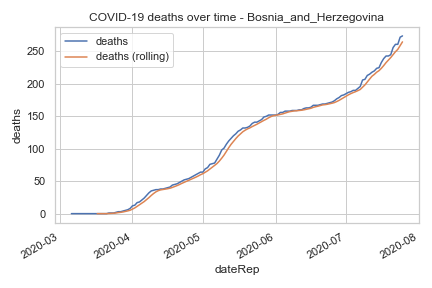 COVID-19 deaths over time - Bosnia_and_Herzegovina
deaths
deaths (rolling)
250
200
150
100
50
0
deaths
2020-03
2020-04
2020-05
2020-06
2020-07
2020-08
dateRep